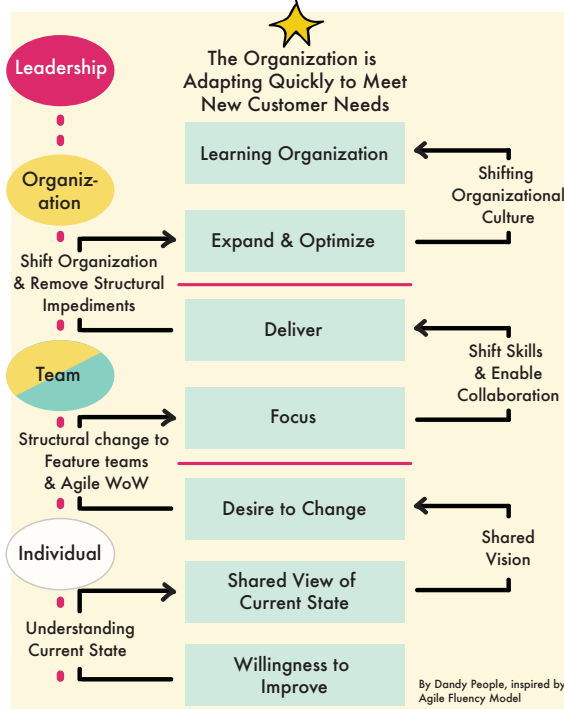 Leadership
The Organization is
Adapting Quickly to Meet
New Customer Needs
Learning Organization
Organiz-
ation
Shifting
Organizational
Culture
Expand & Optimize
Shift Organization
& Remove Structural
Impediments
Deliver
Team
Shift Skills
& Enable
Collaboration
Focus
Structural change to
Feature teams
& Agile WoW
Desire to Change
Individual
Shared
Vision
Shared View of
Current State
Understanding
Current State
Willingness to
Improve
By Dandy People, inspired by
Agile Fluency Model